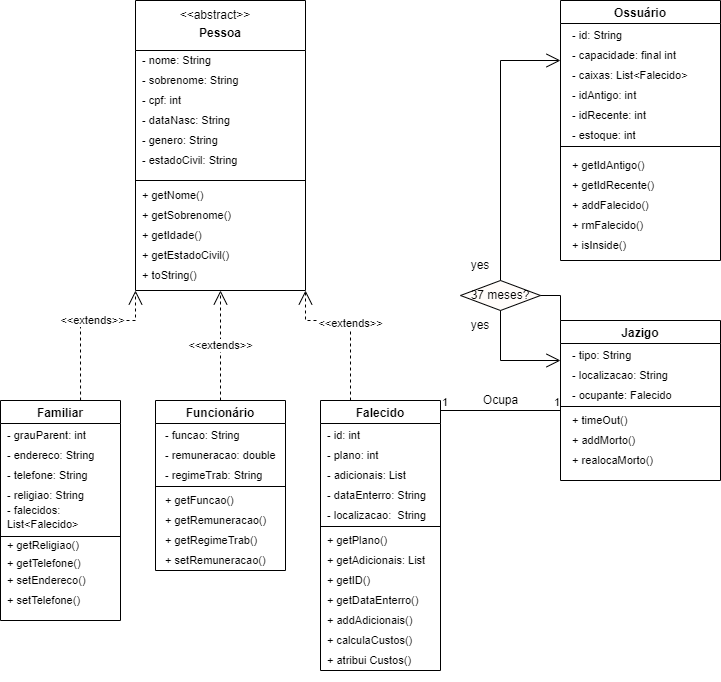 <<abstract>>
Pessoa
- nome: String
- sobrenome: String
- cpf: int
- dataNasc: String
- genero: String
- estadoCivil: String
+ getNome()
+ getSobrenome()
+ getIdade()
+ getEstadoCivil()
+ toString()
Ossuário
- id: String
- capacidade: final int
- caixas: List<Falecido>
- idAntigo: int
- idRecente: int
- estoque: int
+ getIdAntigo()
+ getIdRecente()
+ addFalecido()
+ rmFalecido()
+ isInside()
yes
37 meses?
yes
<<extends>>
<<extends>>
<<extends>>
Jazigo
- tipo: String
- localizacao: String
- ocupante: Falecido
+ timeOut()
+ addMorto()
+ realocaMorto()
1
Ocupa
1
Familiar
- grauParent: int
- endereco: String
- telefone: String
- religiao: String
- falecidos:
List<Falecido>
+ getReligiao()
+ getTelefone()
+ setEndereco()
+ setTelefone()
Funcionário
- funcao: String
- remuneracao: double
- regimeTrab: String
+ getFuncao()
+ getRemuneracao()
+ getRegimeTrab()
+ setRemuneracao()
Falecido
- id: int
- plano: int
- adicionais: List
- dataEnterro: String
- localizacao:  String
+ getPlano()
+ getAdicionais: List
+ getID()
+ getDataEnterro()
+ addAdicionais()
+ calculaCustos()
+ atribui Custos()